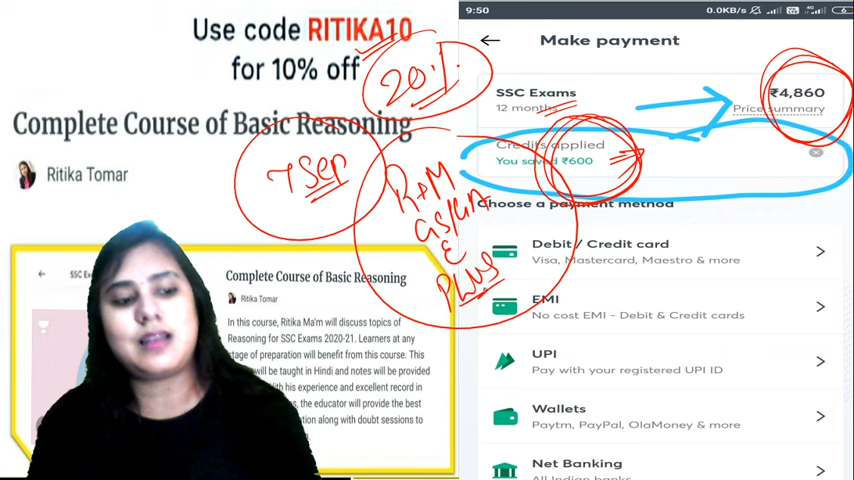 Use code RITIKA10
for 10% off
20%
Complete Course of Basic Reasoning
Ritika Tomar
7 Sep
R+M
GS/GA
E
PLUS
SSC
Complete Course of Basic Reasoning
Ritika Tomar
In this course, Ritika Ma'm will discuss topics of
Reasoning for SSC Exams 2020-21. Learners at any
stage of preparation will benefit from this course. This
will be taught in Hindi and notes will be provided
With his experience and excellent record in
, the educator will provide the best
along with doubt sessions to
9:50
0.0KB/s
4G
6
Make payment
SSC Exams
₹4,860
12 months
Price summary
Credits applied
You saved ₹600
Choose a payment method
Debit / Credit card
Visa, Mastercard, Maestro & more
EMI
No cost EMI - Debit & Credit cards
UPI
Pay with your registered UPI ID
Wallets
Paytm, PayPal, OlaMoney & more
Net Banking
All Indian banks